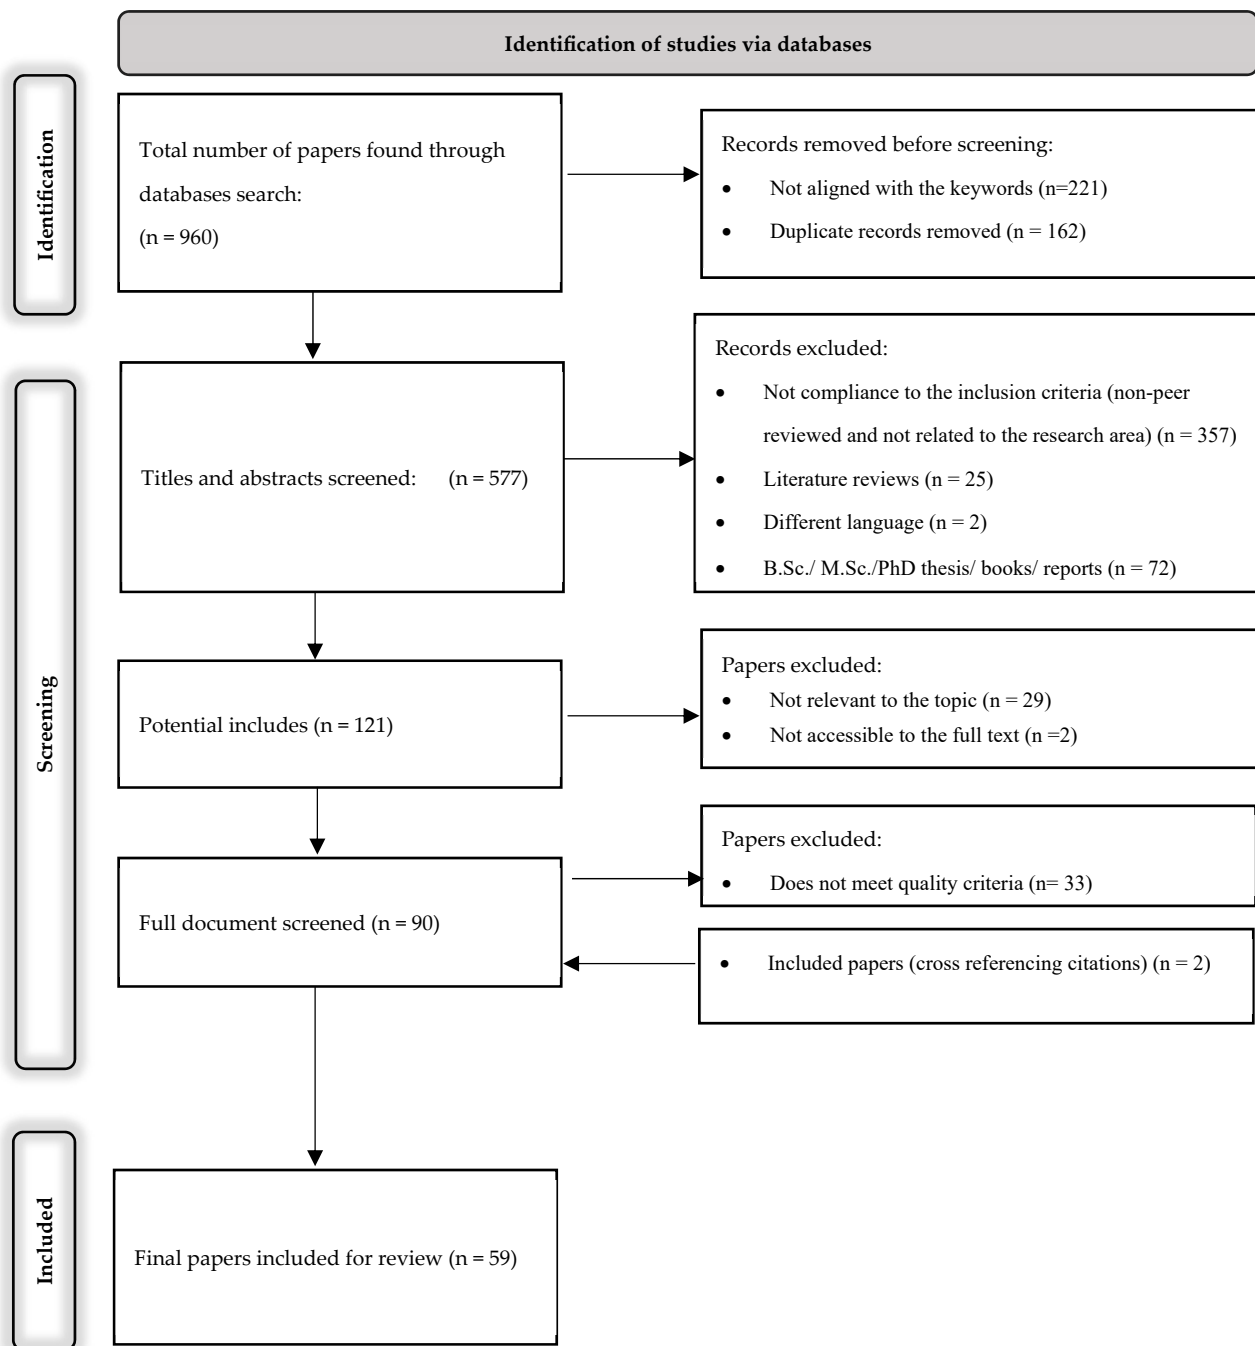 Identification of studies via databases
Identification
Total number of papers found through
databases search:
(n = 960)
Records removed before screening:
• Not aligned with the keywords (n=221)
• Duplicate records removed (n = 162)
Screening
Titles and abstracts screened: (n = 577)
Records excluded:
• Not compliance to the inclusion criteria (non-peer
reviewed and not related to the research area) (n = 357)
• Literature reviews (n = 25)
• Different language (n = 2)
• B.Sc./ M.Sc./PhD thesis/ books/ reports (n = 72)
Potential includes (n = 121)
Papers excluded:
• Not relevant to the topic (n = 29)
• Not accessible to the full text (n =2)
Full document screened (n = 90)
Papers excluded:
• Does not meet quality criteria (n= 33)
• Included papers (cross referencing citations) (n = 2)
Included
Final papers included for review (n = 59)